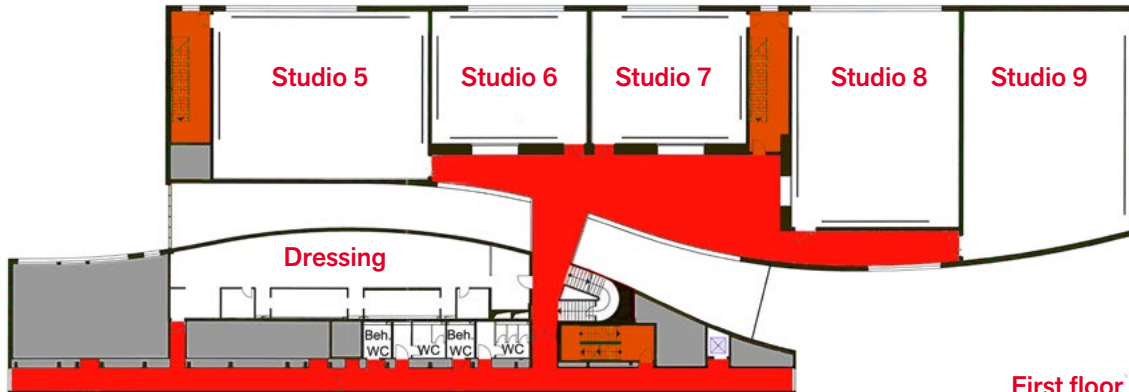 Studio 5
Studio 6
Studio 7
Studio 8
Studio 9
Dressing
Beh.
WC
WC
Beh.
WC
WC
First floor